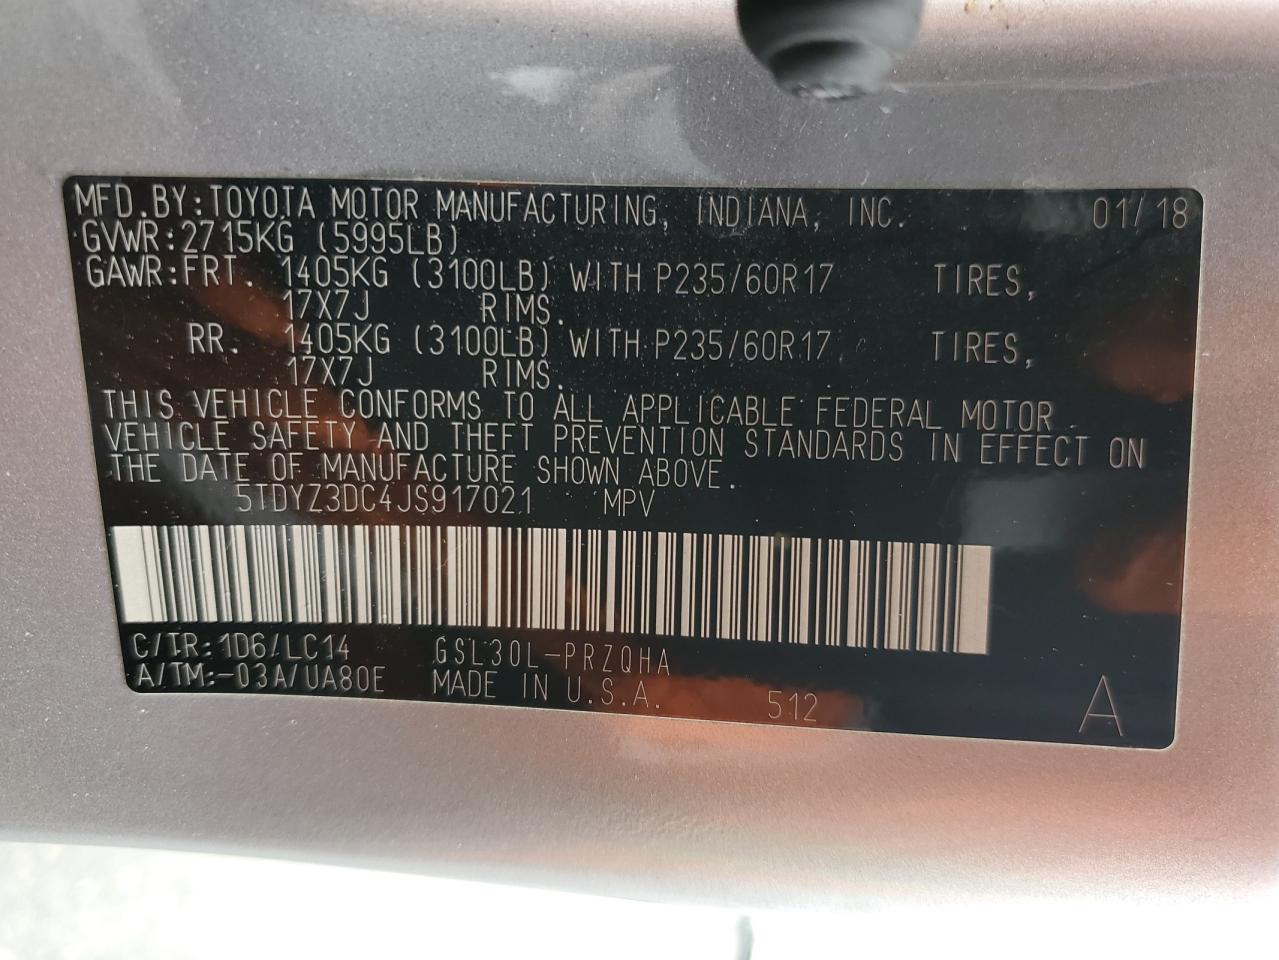 MFD.BY:TOYOTA MOTOR MANUFACTURING, INDIANA, INC. 01/18
GVWR:2715KG (5995LB)
GAWR:FRT. 1405KG (3100LB) WITH P235/60R17 TIRES,
17X7J RIMS.
RR. 1405KG (3100LB) WITH P235/60R17 TIRES,
17X7J RIMS.
THIS VEHICLE CONFORMS TO ALL APPLICABLE FEDERAL MOTOR
VEHICLE SAFETY AND THEFT PREVENTION STANDARDS IN EFFECT ON
THE DATE OF MANUFACTURE SHOWN ABOVE.
5TDYZ3DC4JS917021 MPV
C/TR:1D6/LC14 GSL30L-PRZQHA
A/TM:-03A/UA80E MADE IN U.S.A. 512 A